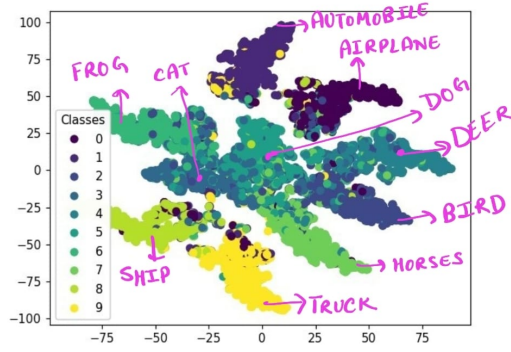 AUTOMOBILE
AIRPLANE
FROG
CAT
DOG
DEER
BIRD
HORSES
SHIP
TRUCK
Classes
0
1
2
3
4
5
6
7
8
9
100
75
50
25
0
−25
−50
−75
−100
−75 −50 −25 0 25 50 75